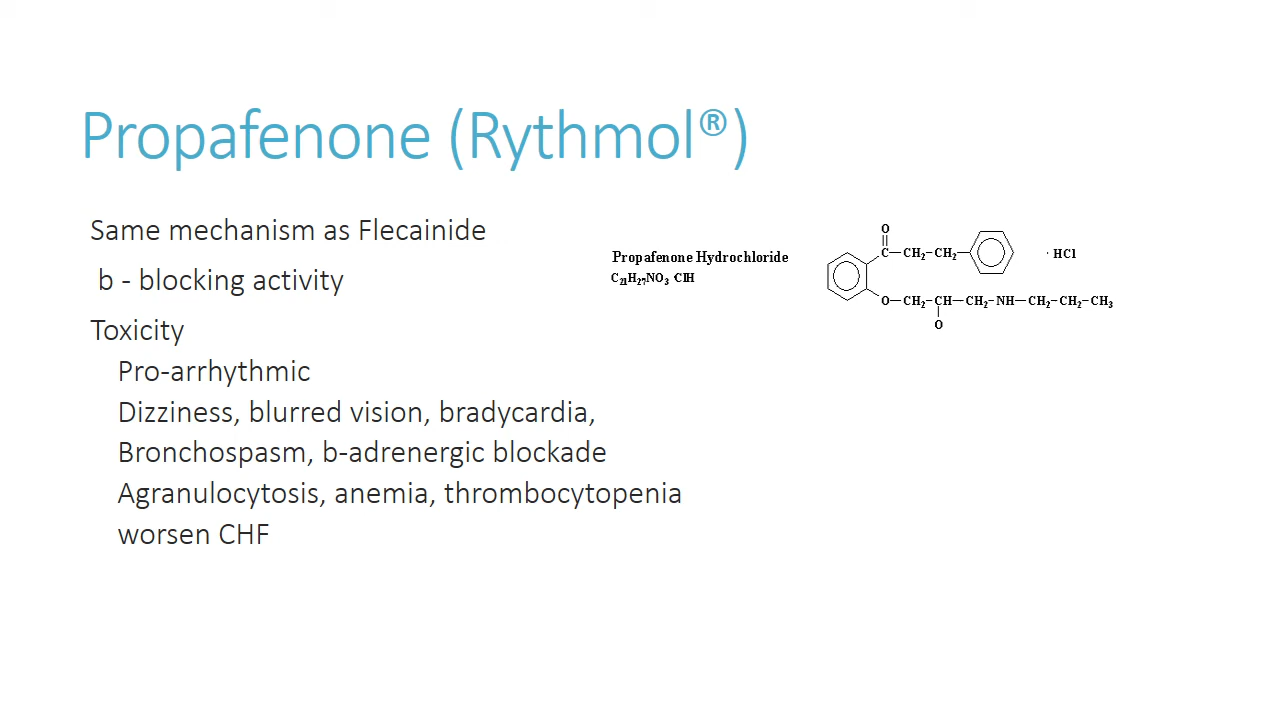 Propafenone (Rythmol®)
Same mechanism as Flecainide
b - blocking activity
Toxicity
Pro-arrhythmic
Dizziness, blurred vision, bradycardia,
Bronchospasm, b-adrenergic blockade
Agranulocytosis, anemia, thrombocytopenia
worsen CHF
Propafenone Hydrochloride
C₂₁H₂₇NO₃ ·ClH
O
C—CH₂—CH₂— · HCl
O—CH₂—CH—CH₂—NH—CH₂—CH₂—CH₃
O